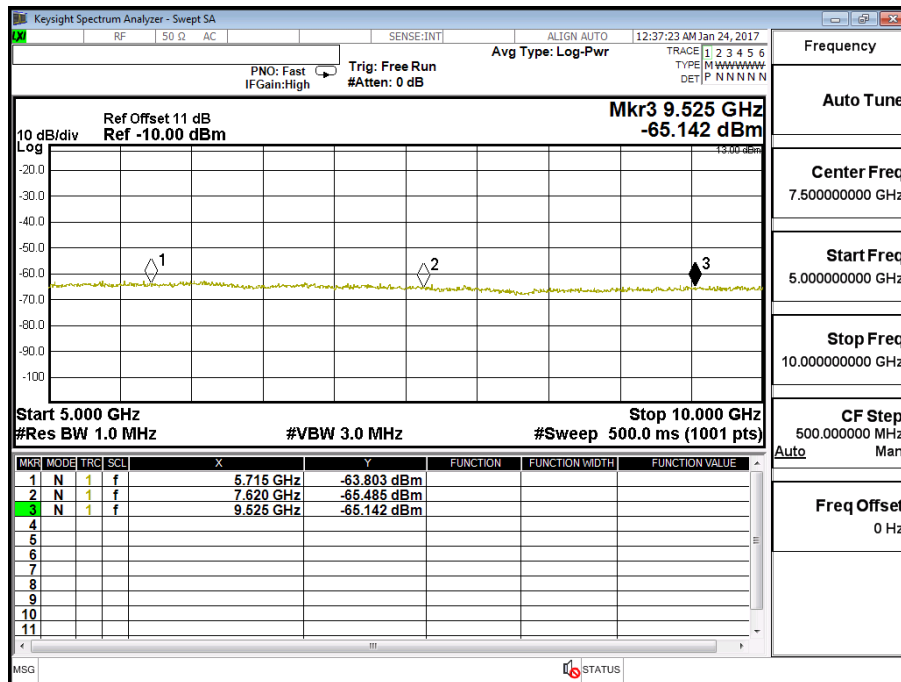 Keysight Spectrum Analyzer - Swept SA
LXI RF 50 Ω AC SENSE:INT ALIGN AUTO 12:37:23 AM Jan 24, 2017
PNO: Fast
IFGain:High
Trig: Free Run
#Atten: 0 dB
Avg Type: Log-Pwr
TRACE 1 2 3 4 5 6
TYPE M W W W W W
DET P N N N N N
Frequency
Auto Tune
Center Freq
7.500000000 GHz
Start Freq
5.000000000 GHz
Stop Freq
10.000000000 GHz
CF Step
500.000000 MHz
Auto Man
Freq Offset
0 Hz
Mkr3 9.525 GHz
-65.142 dBm
Ref Offset 11 dB
10 dB/div Ref -10.00 dBm
Log
-13.00 dBm
-20.0
-30.0
-40.0
-50.0
-60.0
-70.0
-80.0
-90.0
-100
1
2
3
Start 5.000 GHz Stop 10.000 GHz
#Res BW 1.0 MHz #VBW 3.0 MHz #Sweep 500.0 ms (1001 pts)
MKR MODE TRC SCL X Y FUNCTION FUNCTION WIDTH FUNCTION VALUE
1 N 1 f 5.715 GHz -63.803 dBm
2 N 1 f 7.620 GHz -65.485 dBm
3 N 1 f 9.525 GHz -65.142 dBm
4
5
6
7
8
9
10
11
MSG STATUS